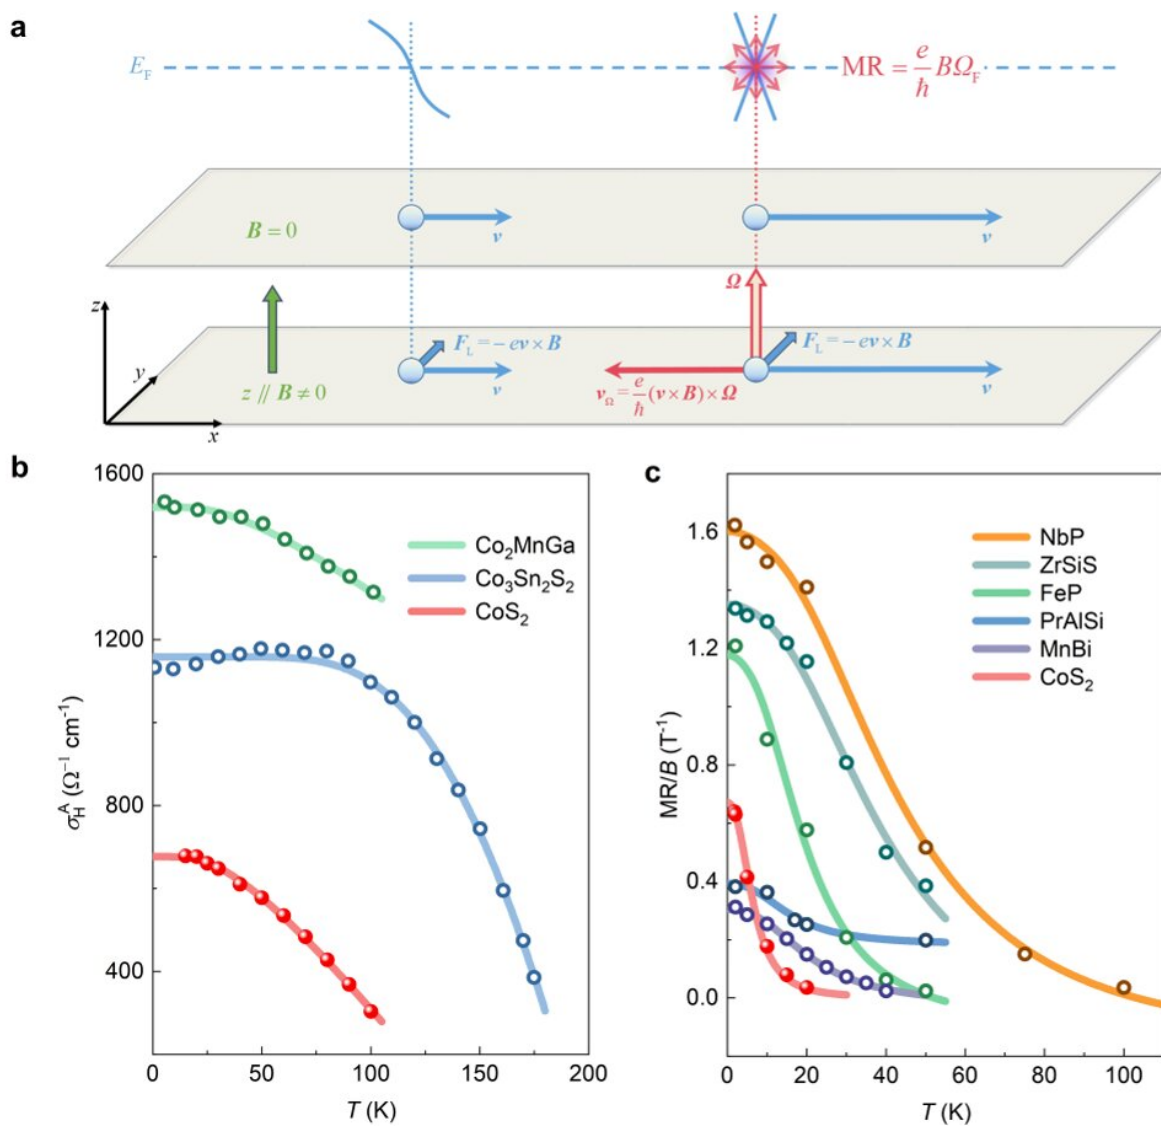 a
E_F
MR = e/ħ BΩ_F
B = 0
v
v
Ω
z
y
x
z // B ≠ 0
F_L = −ev × B
v
v_Ω = e/ħ (v × B) × Ω
F_L = −ev × B
v
b
1600
1200
800
400
σ_H^A (Ω⁻¹ cm⁻¹)
0
50
100
150
200
T (K)
Co₂MnGa
Co₃Sn₂S₂
CoS₂
c
1.6
1.2
0.8
0.4
0.0
MR/B (T⁻¹)
0
20
40
60
80
100
T (K)
NbP
ZrSiS
FeP
PrAlSi
MnBi
CoS₂